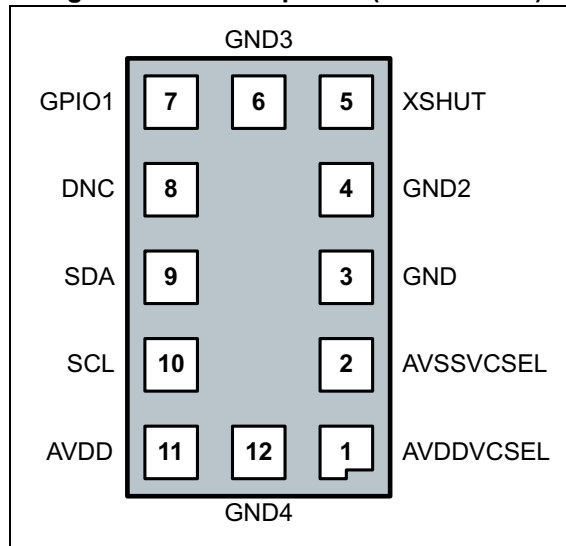 GND3
GPIO1 7 6 5 XSHUT
DNC 8 4 GND2
SDA 9 3 GND
SCL 10 2 AVSSVCSEL
AVDD 11 12 1 AVDDVCSEL
GND4